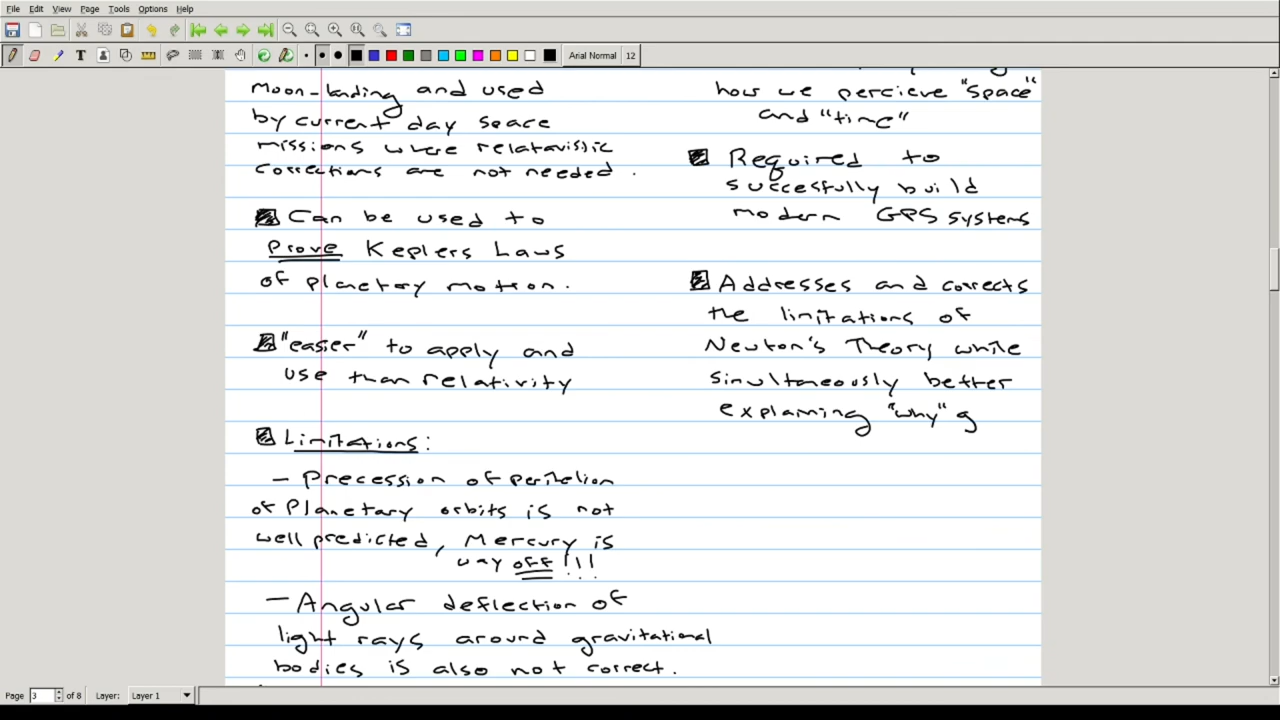 File Edit View Page Tools Options Help
Arial Normal 12
Moon-landing and used
by current day space
missions where relatavistic
corrections are not needed.
Can be used to
Prove Keplers Laws
of planetary motion.
"easier" to apply and
use than relativity
Limitations:
- Precession of perihelion
of Planetary orbits is not
well predicted, Mercury is
way off !!!
- Angular deflection of
light rays around gravitational
bodies is also not correct.
how we percieve "space"
and "time"
Required to
succesfully build
modern GPS systems
Addresses and corrects
the limitations of
Newton's Theory while
simultaneously better
explaining "why" g
Page 3 of 8 Layer: Layer 1